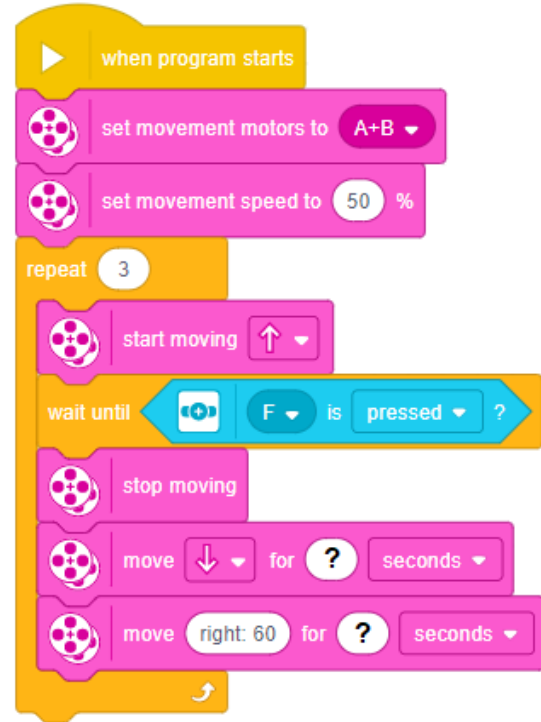 when program starts
set movement motors to A+B
set movement speed to 50 %
repeat 3
start moving
wait until F is pressed ?
stop moving
move for ? seconds
move right: 60 for ? seconds